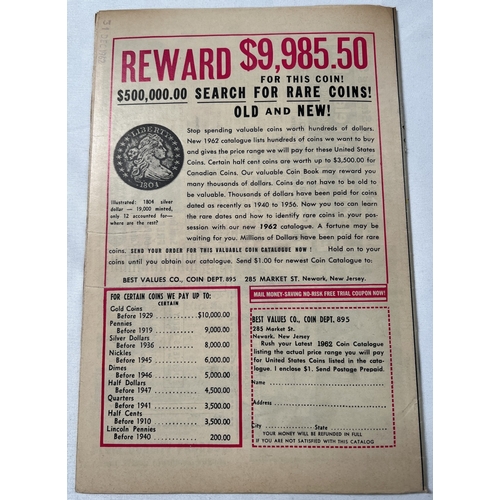 REWARD $9,985.50
FOR THIS COIN!
$500,000.00 SEARCH FOR RARE COINS!
OLD AND NEW!
LIBERTY
1804
Illustrated: 1804 silver
dollar — 19,000 minted,
only 12 accounted for—
where are the rest?
Stop spending valuable coins worth hundreds of dollars.
New 1962 catalogue lists hundreds of coins we want to buy
and gives the price range we will pay for these United States
Coins. Certain half cent coins are worth up to $3,500.00 for
Canadian Coins. Our valuable Coin Book may reward you
many thousands of dollars. Coins do not have to be old to
be valuable. Thousands of dollars have been paid for coins
dated as recently as 1940 to 1956. Now you too can learn
the rare dates and how to identify rare coins in your pos-
session with our new 1962 catalogue. A fortune may be
waiting for you. Millions of Dollars have been paid for rare
coins. SEND YOUR ORDER FOR THIS VALUABLE COIN CATALOGUE NOW! Hold on to your
coins until you obtain our catalogue. Send $1.00 for newest Coin Catalogue to:
BEST VALUES CO., COIN DEPT. 895 285 MARKET ST. Newark, New Jersey.
FOR CERTAIN COINS WE PAY UP TO:
CERTAIN
Gold Coins
Before 1929 $10,000.00
Pennies
Before 1919 9,000.00
Silver Dollars
Before 1936 8,000.00
Nickles
Before 1945 6,000.00
Dimes
Before 1946 5,000.00
Half Dollars
Before 1947 4,500.00
Quarters
Before 1941 3,500.00
Half Cents
Before 1910 3,500.00
Lincoln Pennies
Before 1940 200.00
MAIL MONEY-SAVING NO-RISK FREE TRIAL COUPON NOW!
BEST VALUES CO., COIN DEPT. 895
285 Market St.
Newark, New Jersey
Rush your Latest 1962 Coin Catalogue
listing the actual price range you will pay
for United States Coins listed in the cata-
logue. I enclose $1. Send Postage Prepaid.
Name
Address
City State
YOUR MONEY WILL BE REFUNDED IN FULL
IF YOU ARE NOT SATISFIED WITH THIS CATALOG